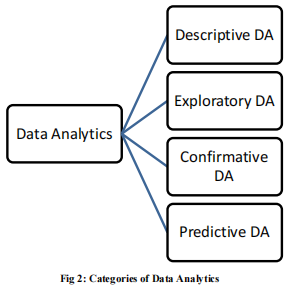 Descriptive DA
Exploratory DA
Data Analytics
Confirmative
DA
Predictive DA
Fig 2: Categories of Data Analytics